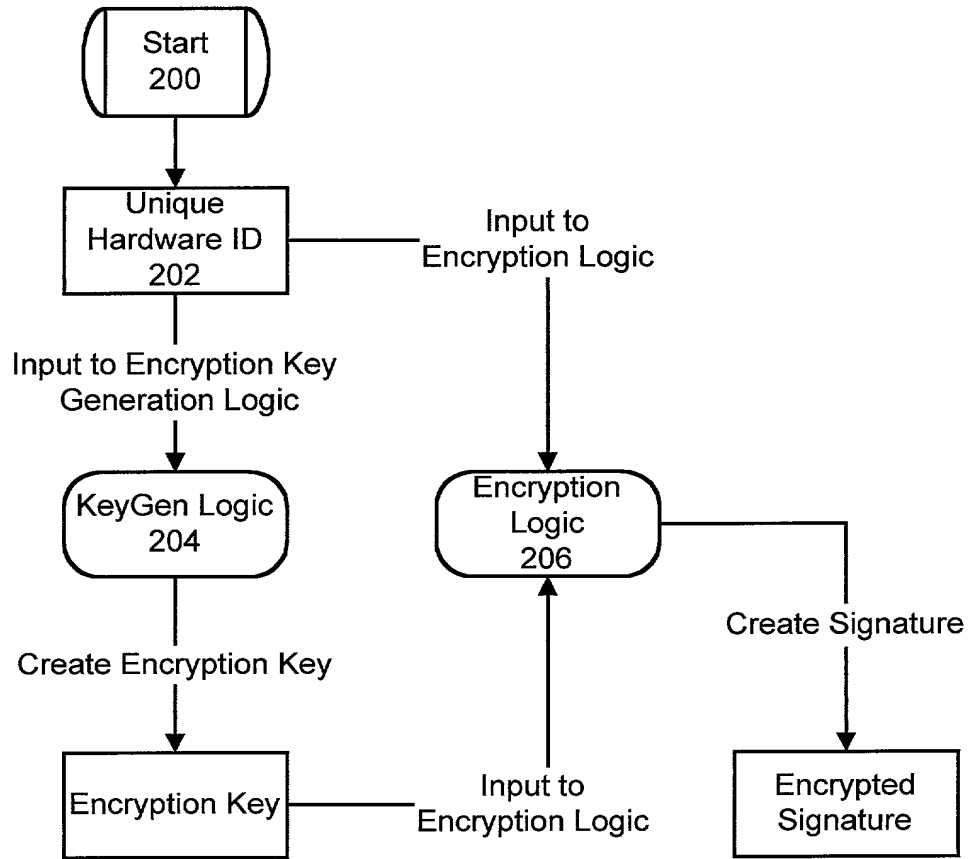 Start
200
Unique
Hardware ID
202
Input to
Encryption Logic
Input to Encryption Key
Generation Logic
KeyGen Logic
204
Encryption
Logic
206
Create Signature
Create Encryption Key
Encryption Key
Input to
Encryption Logic
Encrypted
Signature